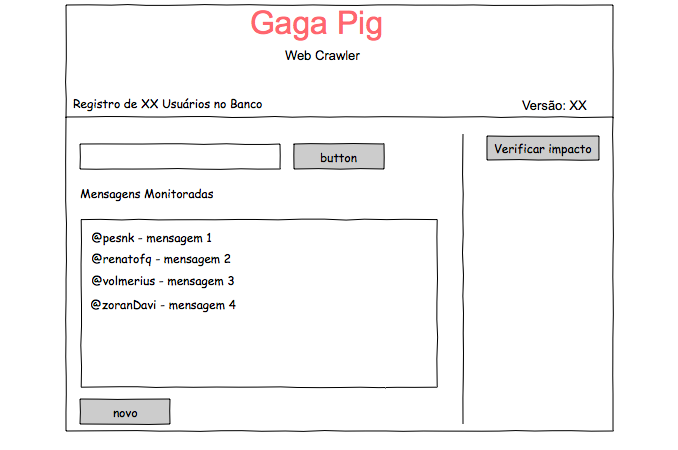 Gaga Pig
Web Crawler
Registro de XX Usuários no Banco
Versão: XX
button
Verificar impacto
Mensagens Monitoradas
@pesnk - mensagem 1
@renatofq - mensagem 2
@volmerius - mensagem 3
@zoranDavi - mensagem 4
novo